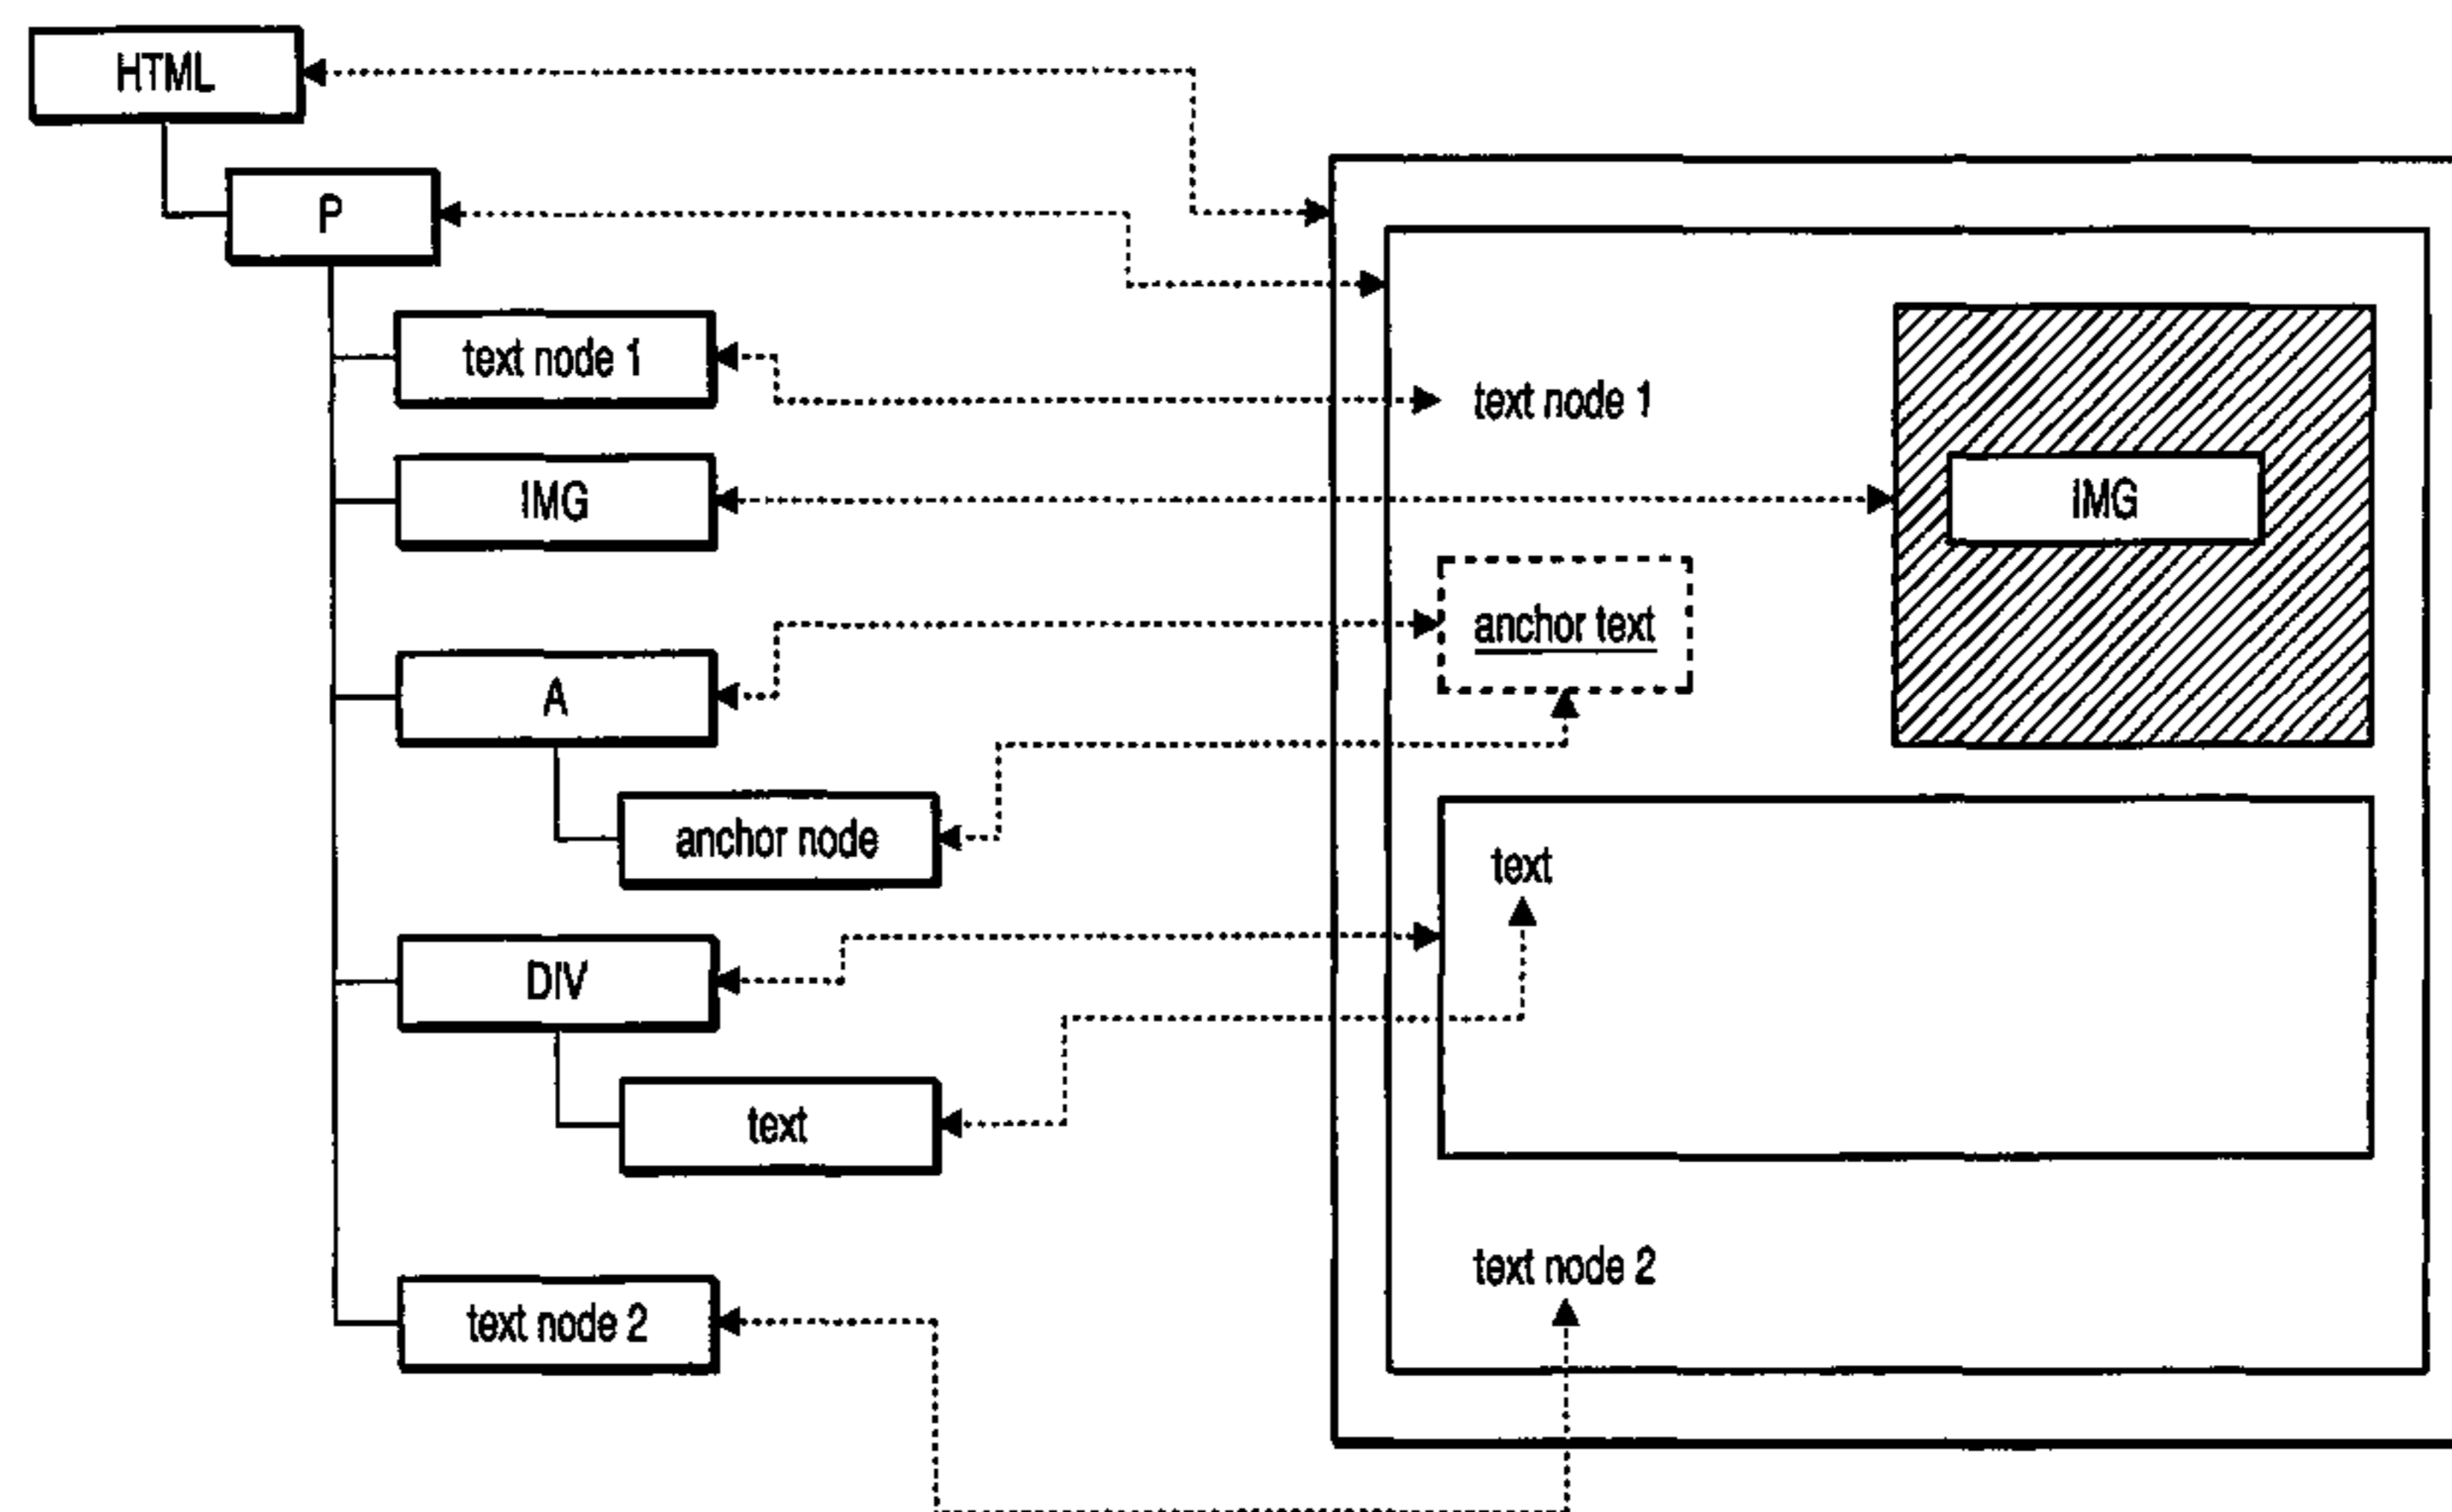 HTML
P
text node 1
IMG
A
anchor node
DIV
text
text node 2
text node 1
IMG
anchor text
text
text node 2